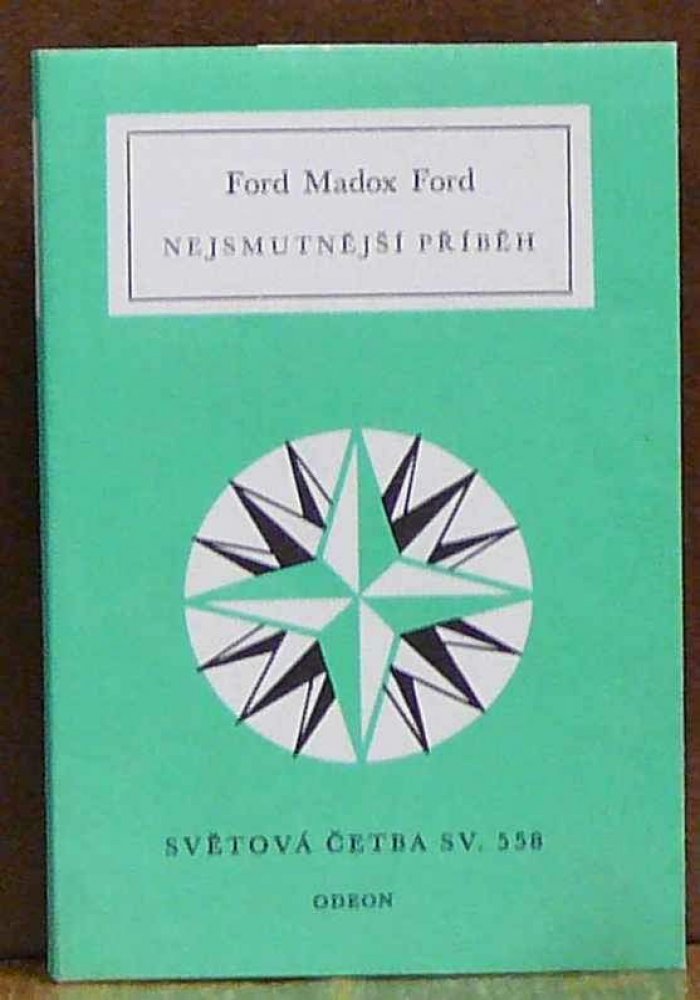 Ford Madox Ford
NEJSMUTNĚJŠÍ PŘÍBĚH
SVĚTOVÁ ČETBA SV. 558
ODEON